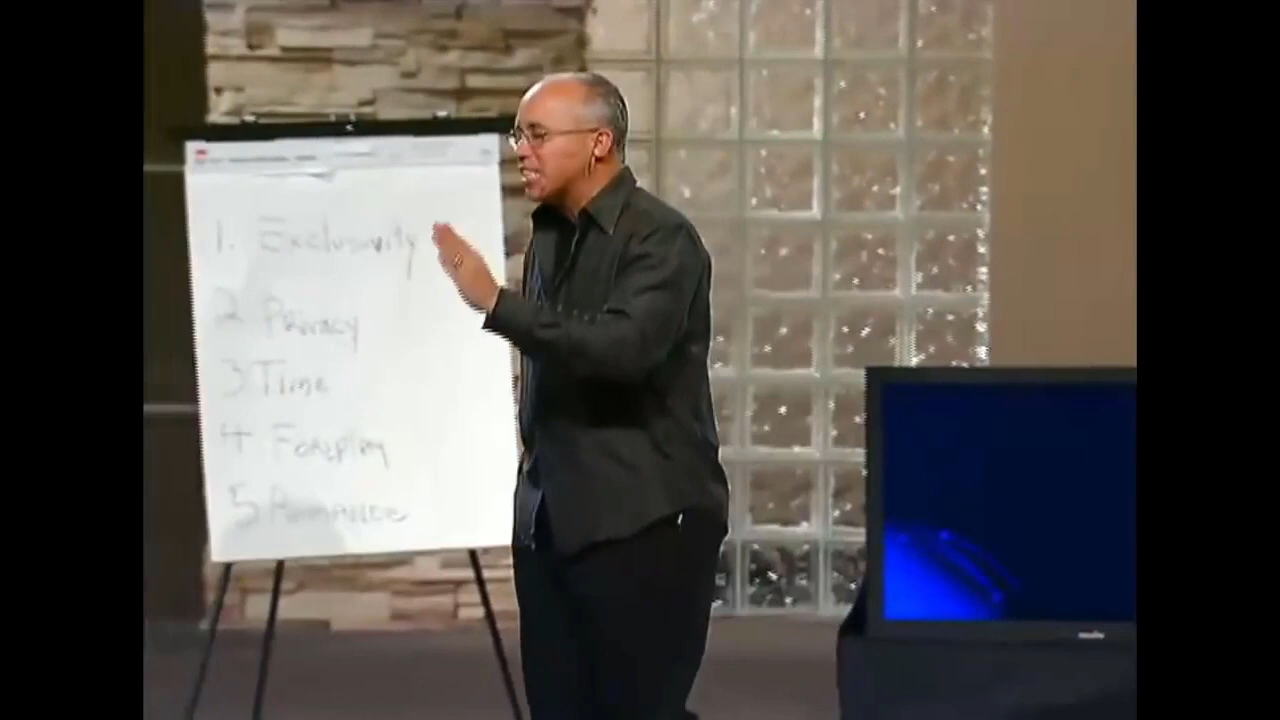 1. Exclusivity
2 Privacy
3 Time
4 Foreplay
5 Romance